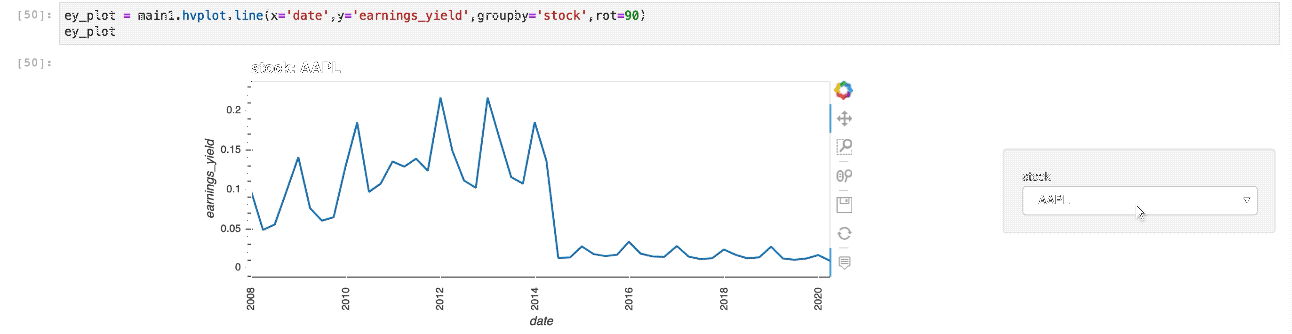 [50]: ey_plot = main1.hvplot.line(x='date',y='earnings_yield',groupby='stock',rot=90)
ey_plot
[50]:
stock: AAPL
earnings_yield
0.2
0.15
0.1
0.05
0
2008 2010 2012 2014 2016 2018 2020
date
stock
AAPL